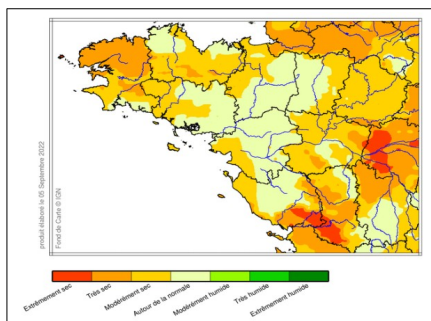 produit élaboré le 05 Septembre 2022
Fond de Carte © IGN
Extrêmement sec
Très sec
Modérément sec
Autour de la normale
Modérément humide
Très humide
Extrêmement humide